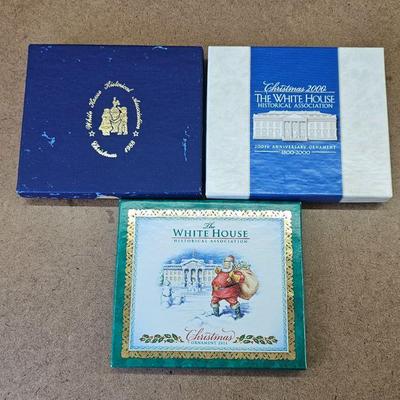 White House Historical Association
Christmas 1988
Christmas 2000
THE WHITE HOUSE
HISTORICAL ASSOCIATION
200TH ANNIVERSARY ORNAMENT
1800-2000
The
WHITE HOUSE
HISTORICAL ASSOCIATION
Christmas
ORNAMENT 2011